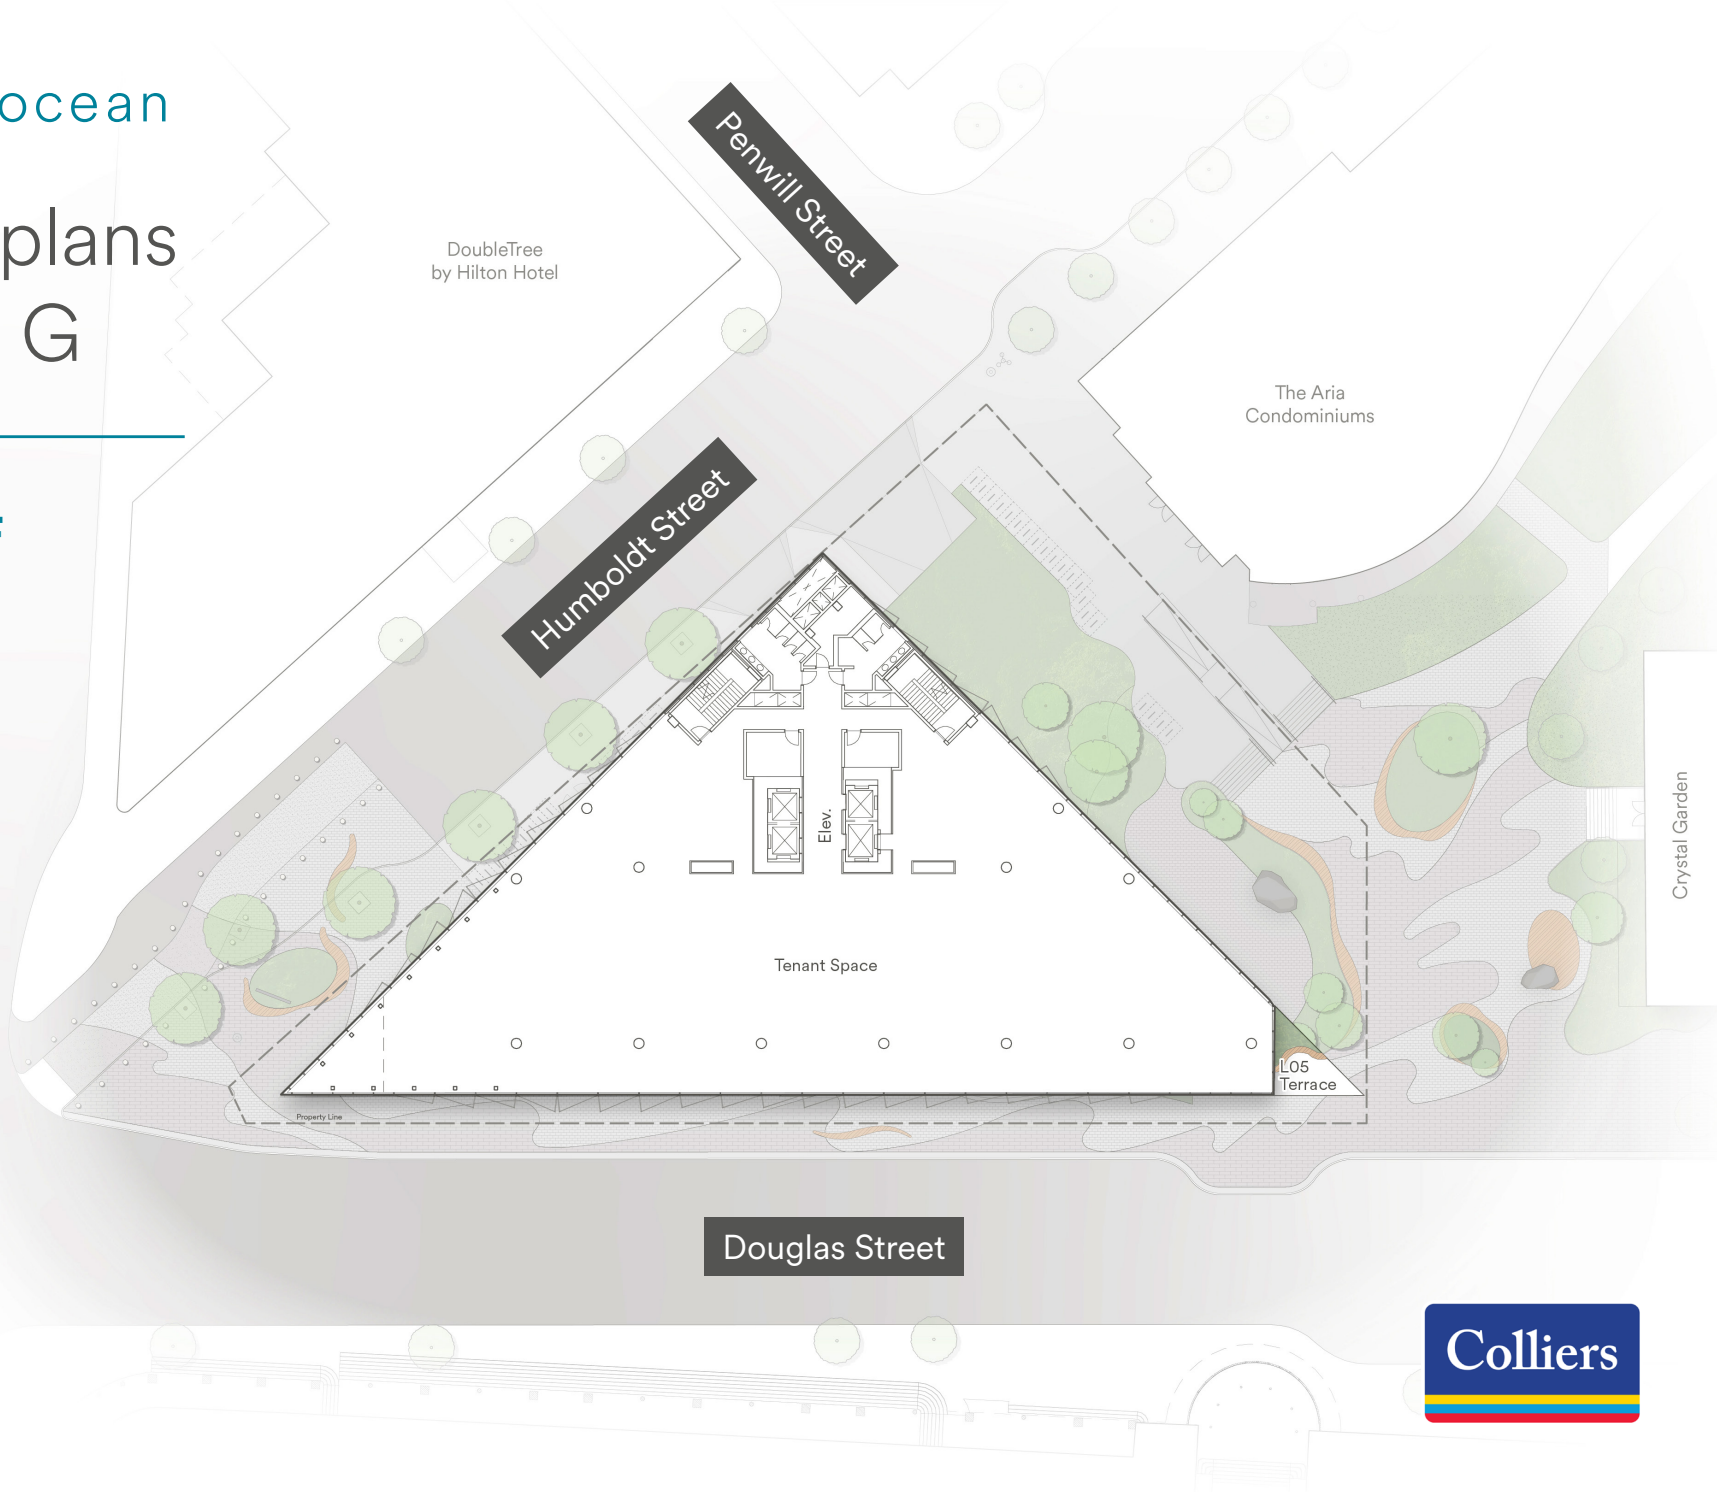 ocean
plans
G
Penwill Street
DoubleTree
by Hilton Hotel
The Aria
Condominiums
Humboldt Street
Crystal Garden
Elev.
Tenant Space
L05
Terrace
Property Line
Douglas Street
Colliers